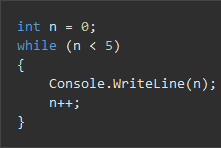 int n = 0;
while (n < 5)
{
    Console.WriteLine(n);
    n++;
}